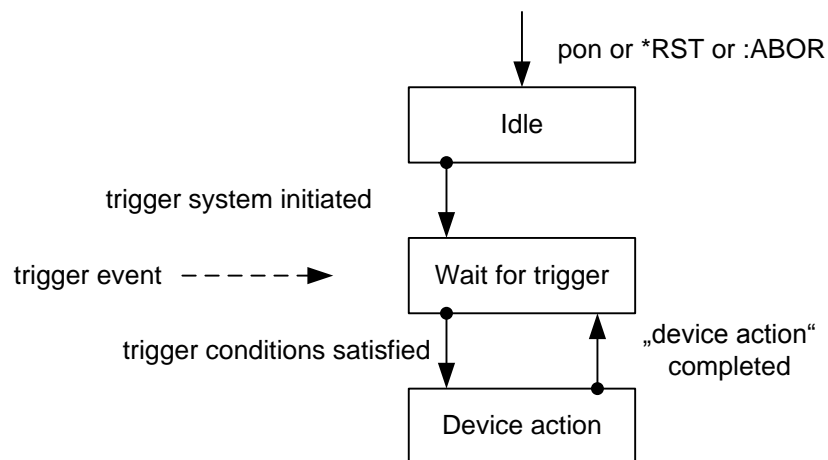 pon or *RST or :ABOR
Idle
trigger system initiated
Wait for trigger
trigger event
trigger conditions satisfied
„device action“
completed
Device action